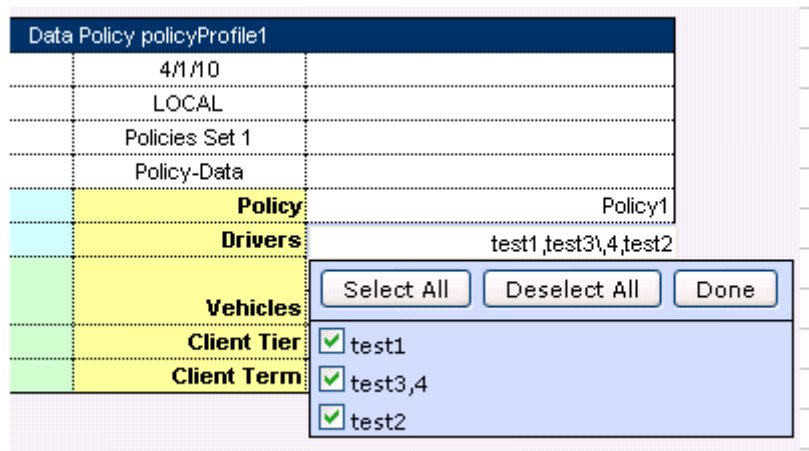 Data Policy policyProfile1
4/1/10
LOCAL
Policies Set 1
Policy-Data
Policy Policy1
Drivers test1,test3\,4,test2
Select All Deselect All Done
Vehicles
Client Tier test1
Client Term test3,4
test2